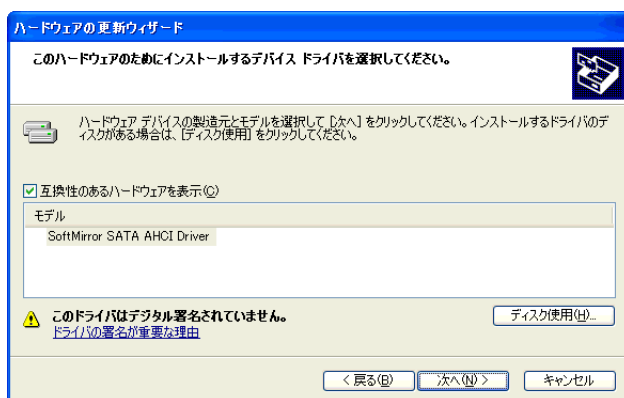 ハードウェアの更新ウィザード
このハードウェアのためにインストールするデバイス ドライバを選択してください。
ハードウェア デバイスの製造元とモデルを選択して [次へ] をクリックしてください。インストールするドライバのデ
ィスクがある場合は、[ディスク使用] をクリックしてください。
互換性のあるハードウェアを表示(C)
モデル
SoftMirror SATA AHCI Driver
このドライバはデジタル署名されていません。
ディスク使用(H)...
ドライバの署名が重要な理由
< 戻る(B)
次へ(N) >
キャンセル